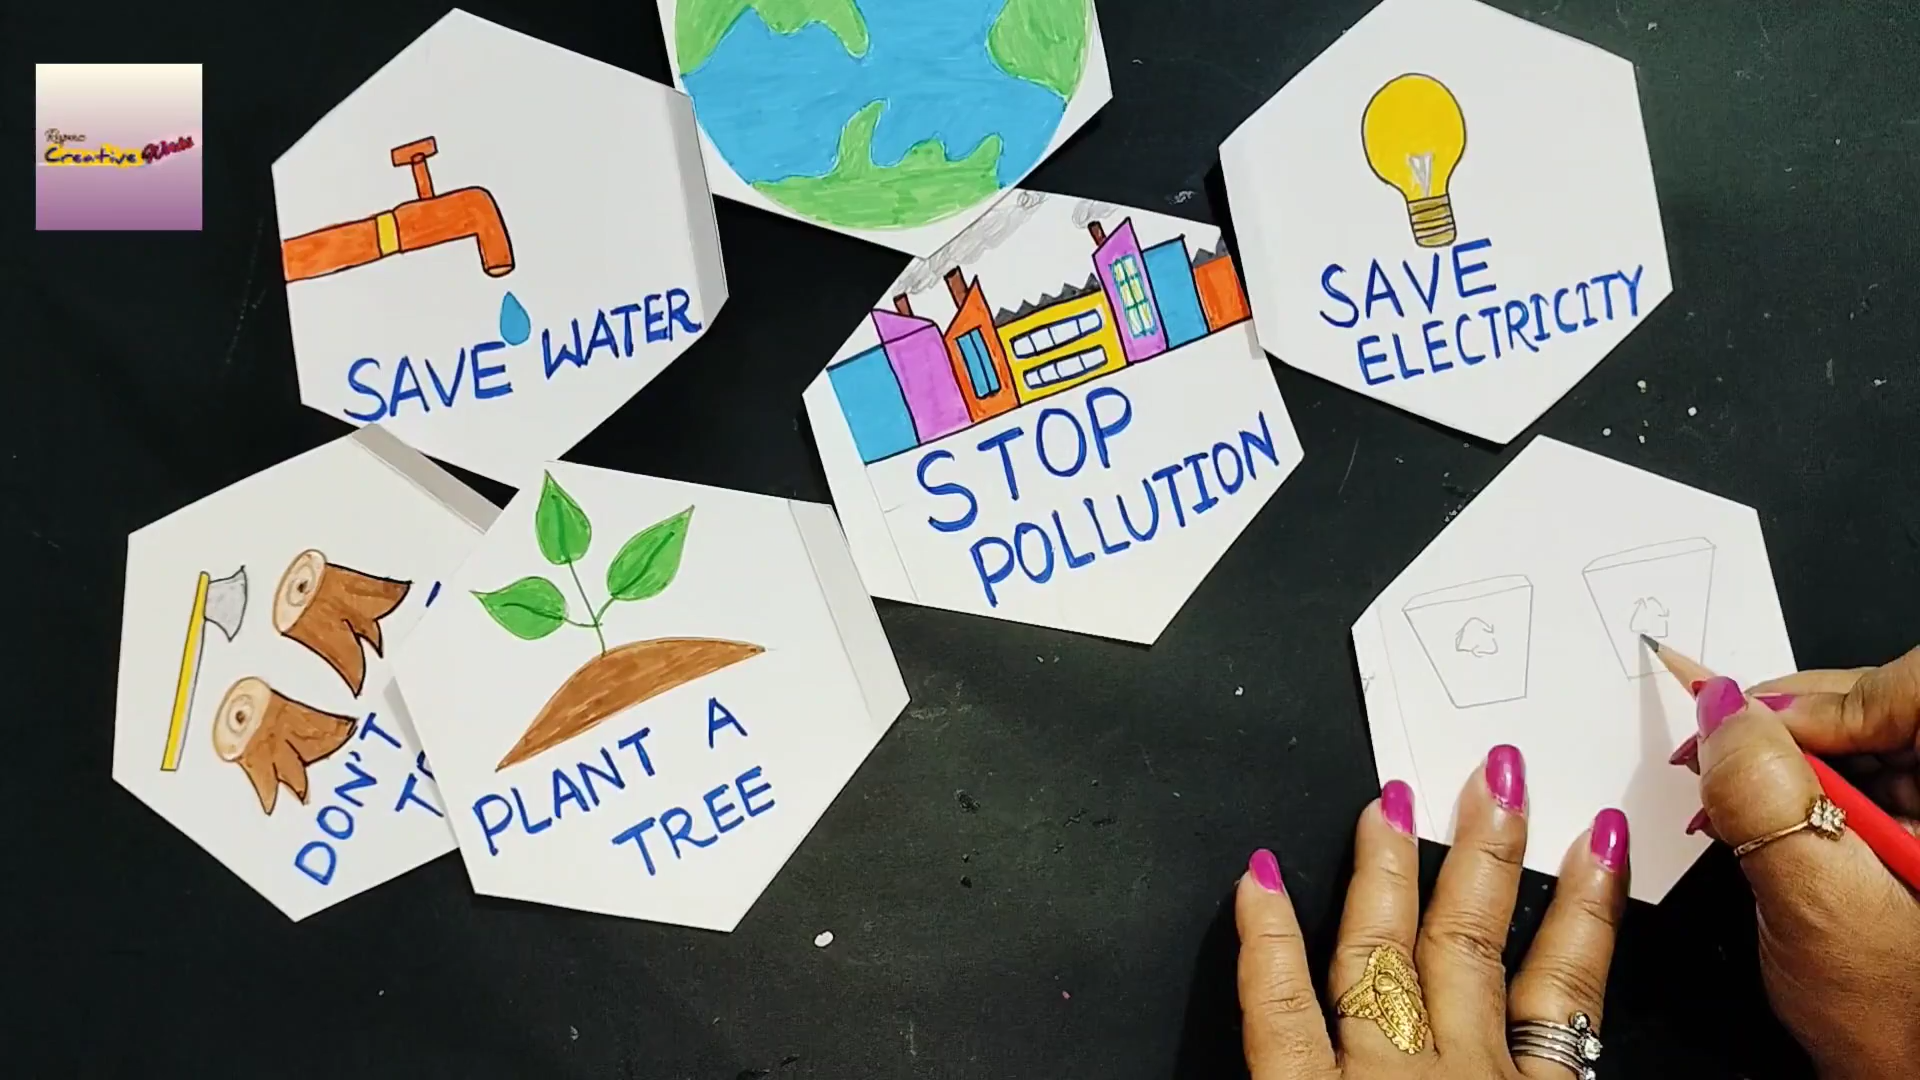 Creative
SAVE WATER
SAVE
ELECTRICITY
STOP
POLLUTION
DON'T
PLANT A
TREE